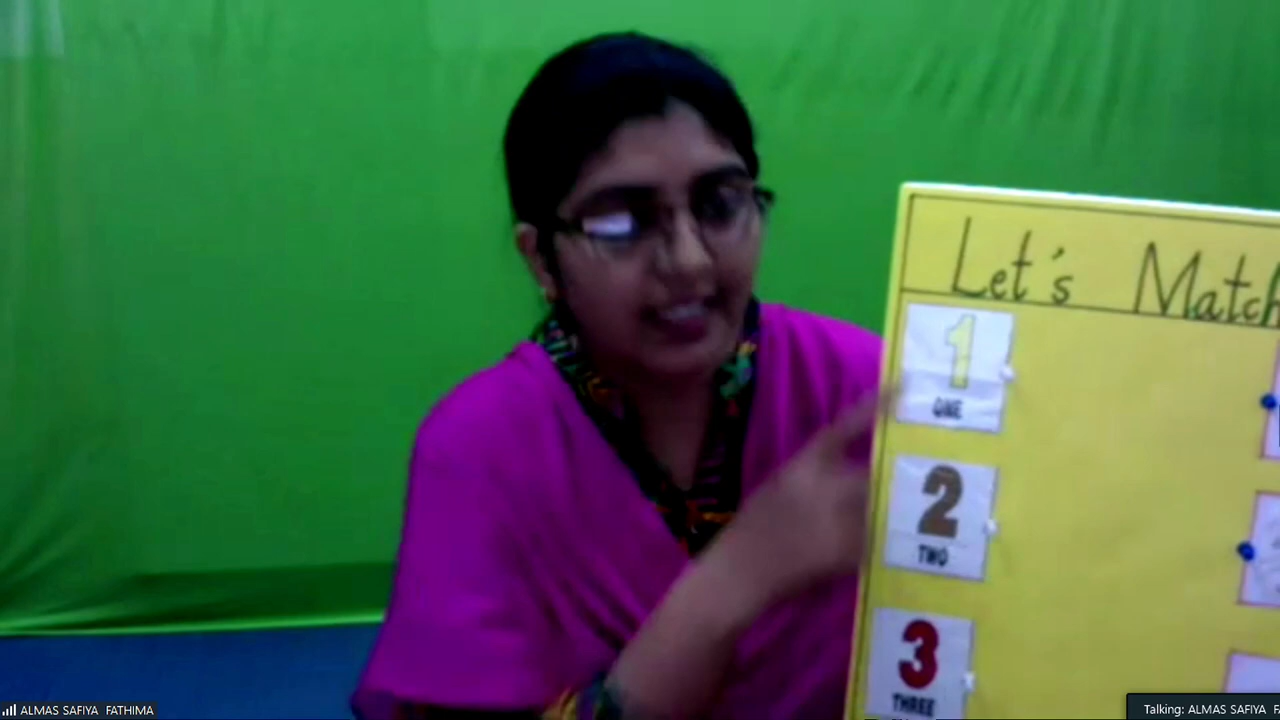 Let's Match
1
ONE
2
TWO
3
THREE
ALMAS SAFIYA FATHIMA
Talking: ALMAS SAFIYA F